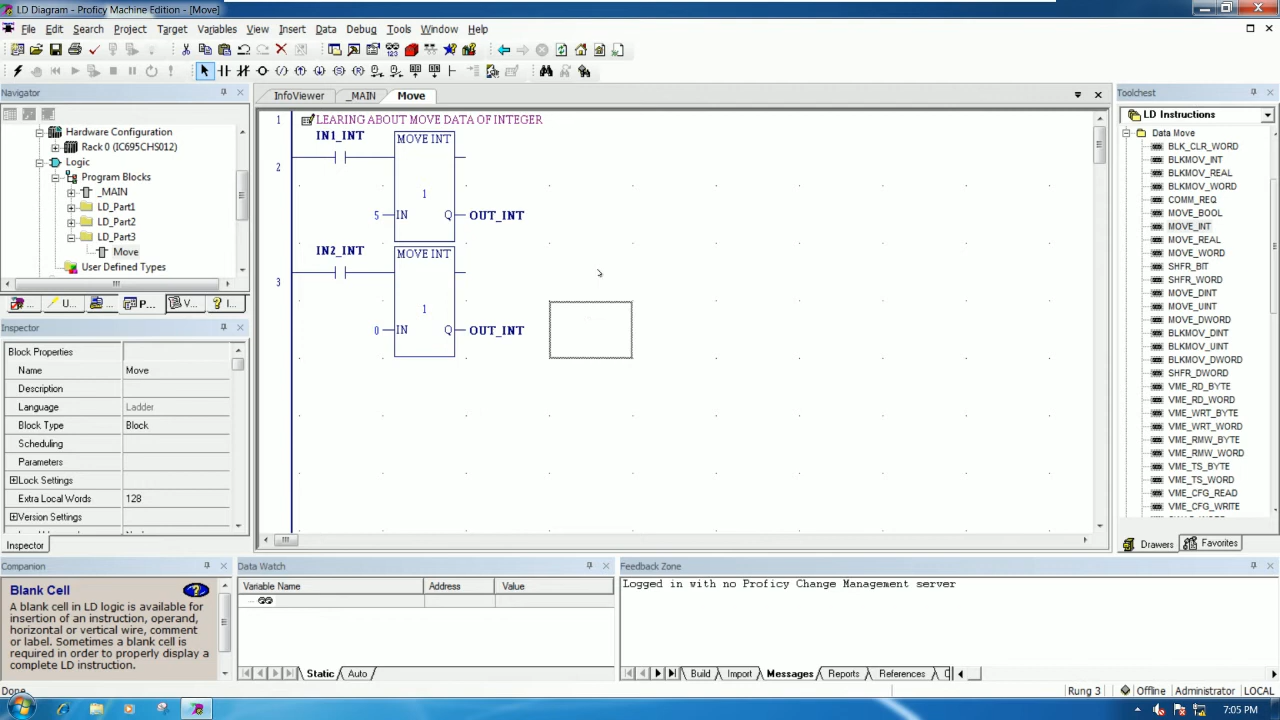 LD Diagram - Proficy Machine Edition - [Move]
File Edit Search Project Target Variables View Insert Data Debug Tools Window Help
Navigator
Hardware Configuration
Rack 0 (IC695CHS012)
Logic
Program Blocks
_MAIN
LD_Part1
LD_Part2
LD_Part3
Move
User Defined Types
... U... ... P... V... I...
Inspector
Block Properties
Name Move
Description
Language Ladder
Block Type Block
Scheduling
Parameters
Lock Settings
Extra Local Words 128
Version Settings
Inspector
InfoViewer _MAIN Move
1 LEARING ABOUT MOVE DATA OF INTEGER
IN1_INT MOVE INT
2
1
5 IN Q OUT_INT
IN2_INT MOVE INT
3
1
0 IN Q OUT_INT
Toolchest
LD Instructions
Data Move
BLK_CLR_WORD
BLKMOV_INT
BLKMOV_REAL
BLKMOV_WORD
COMM_REQ
MOVE_BOOL
MOVE_INT
MOVE_REAL
MOVE_WORD
SHFR_BIT
SHFR_WORD
MOVE_DINT
MOVE_UINT
MOVE_DWORD
BLKMOV_DINT
BLKMOV_UINT
BLKMOV_DWORD
SHFR_DWORD
VME_RD_BYTE
VME_RD_WORD
VME_WRT_BYTE
VME_WRT_WORD
VME_RMW_BYTE
VME_RMW_WORD
VME_TS_BYTE
VME_TS_WORD
VME_CFG_READ
VME_CFG_WRITE
Drawers Favorites
Companion
Blank Cell
A blank cell in LD logic is available for
insertion of an instruction, operand,
horizontal or vertical wire, comment
or label. Sometimes a blank cell is
required in order to properly display a
complete LD instruction.
Data Watch
Variable Name Address Value
Static Auto
Feedback Zone
Logged in with no Proficy Change Management server
Build Import Messages Reports References
Done
Rung 3 Offline Administrator LOCAL
7:05 PM